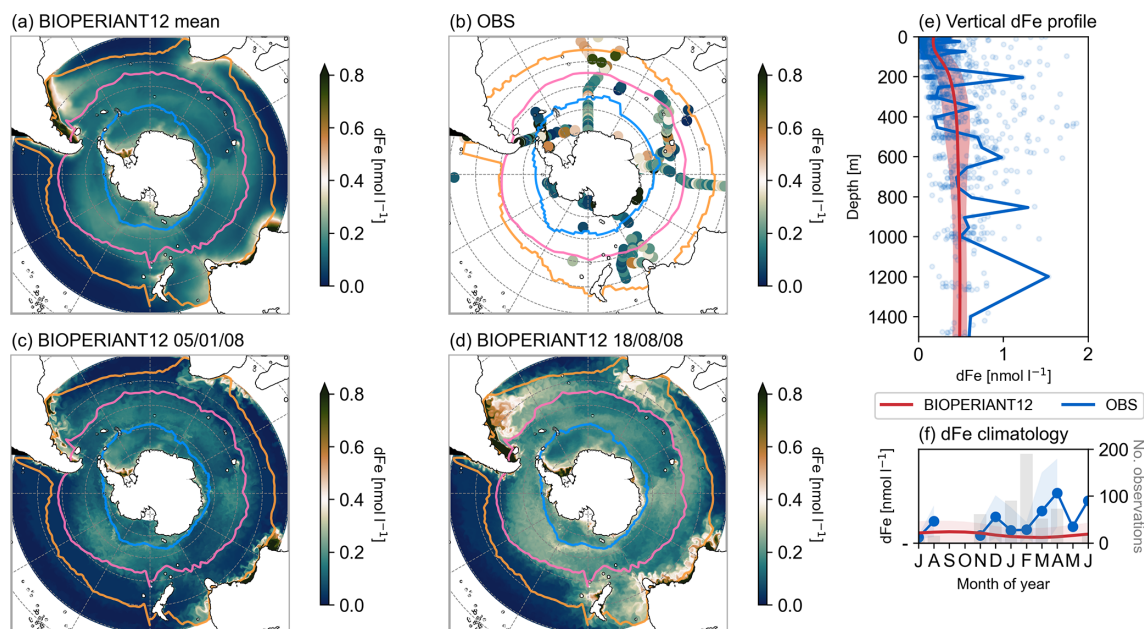 (a) BIOPERIANT12 mean
(b) OBS
(e) Vertical dFe profile
0.8
0.6
0.4
0.2
0.0
dFe [nmol l⁻¹]
0.8
0.6
0.4
0.2
0.0
dFe [nmol l⁻¹]
0
200
400
600
800
1000
1200
1400
Depth [m]
0
1
2
dFe [nmol l⁻¹]
(c) BIOPERIANT12 05/01/08
(d) BIOPERIANT12 18/08/08
0.8
0.6
0.4
0.2
0.0
dFe [nmol l⁻¹]
0.8
0.6
0.4
0.2
0.0
dFe [nmol l⁻¹]
BIOPERIANT12
OBS
(f) dFe climatology
dFe [nmol l⁻¹]
-
200
100
0
No. observations
J A S O N D J F M A M J
Month of year